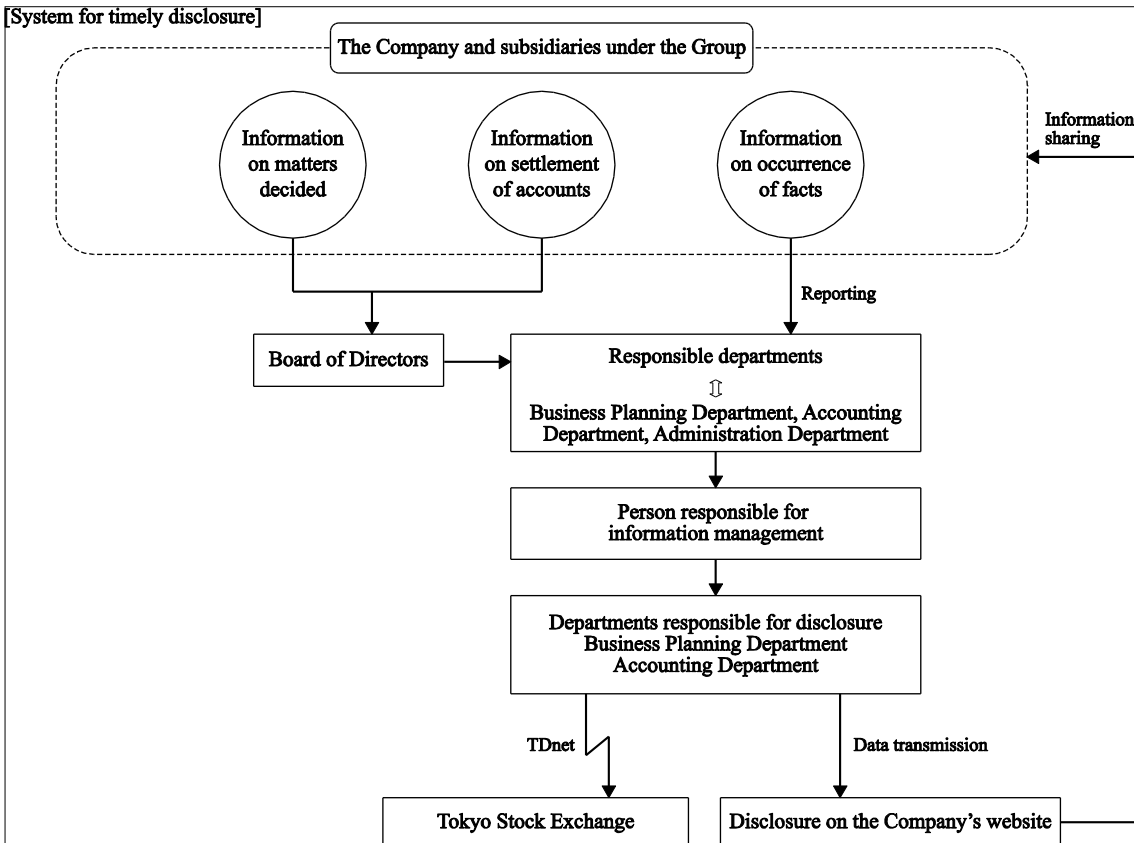 [System for timely disclosure]
The Company and subsidiaries under the Group
Information
on matters
decided
Information
on settlement
of accounts
Information
on occurrence
of facts
Information
sharing
Reporting
Board of Directors
Responsible departments
Business Planning Department, Accounting
Department, Administration Department
Person responsible for
information management
Departments responsible for disclosure
Business Planning Department
Accounting Department
TDnet
Data transmission
Tokyo Stock Exchange
Disclosure on the Company's website